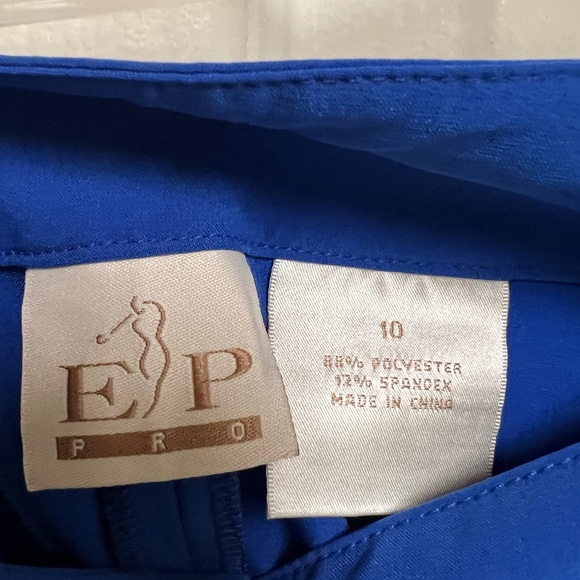 EP
PRO
10
88% POLYESTER
12% SPANDEX
MADE IN CHINA